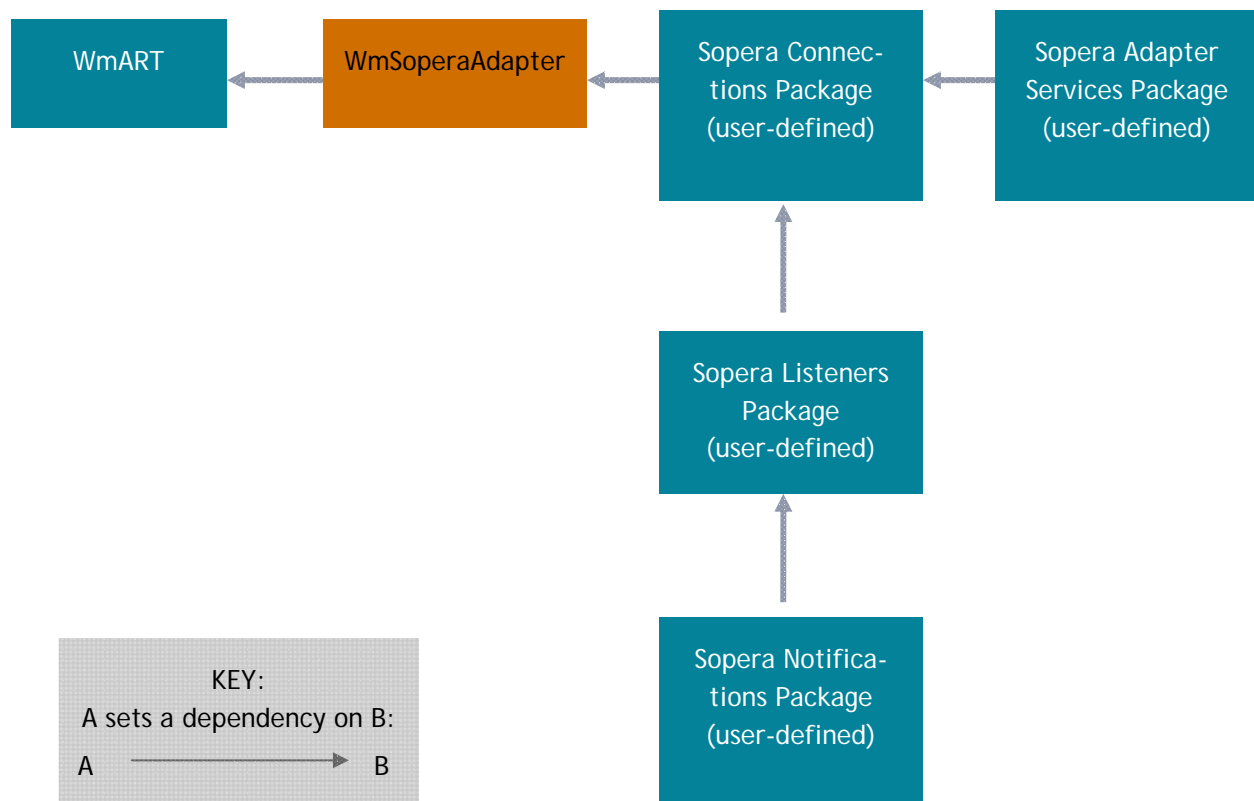 WmART
WmSoperaAdapter
Sopera Connec-
tions Package
(user-defined)
Sopera Adapter
Services Package
(user-defined)
Sopera Listeners
Package
(user-defined)
Sopera Notifica-
tions Package
(user-defined)
KEY:
A sets a dependency on B:
A B